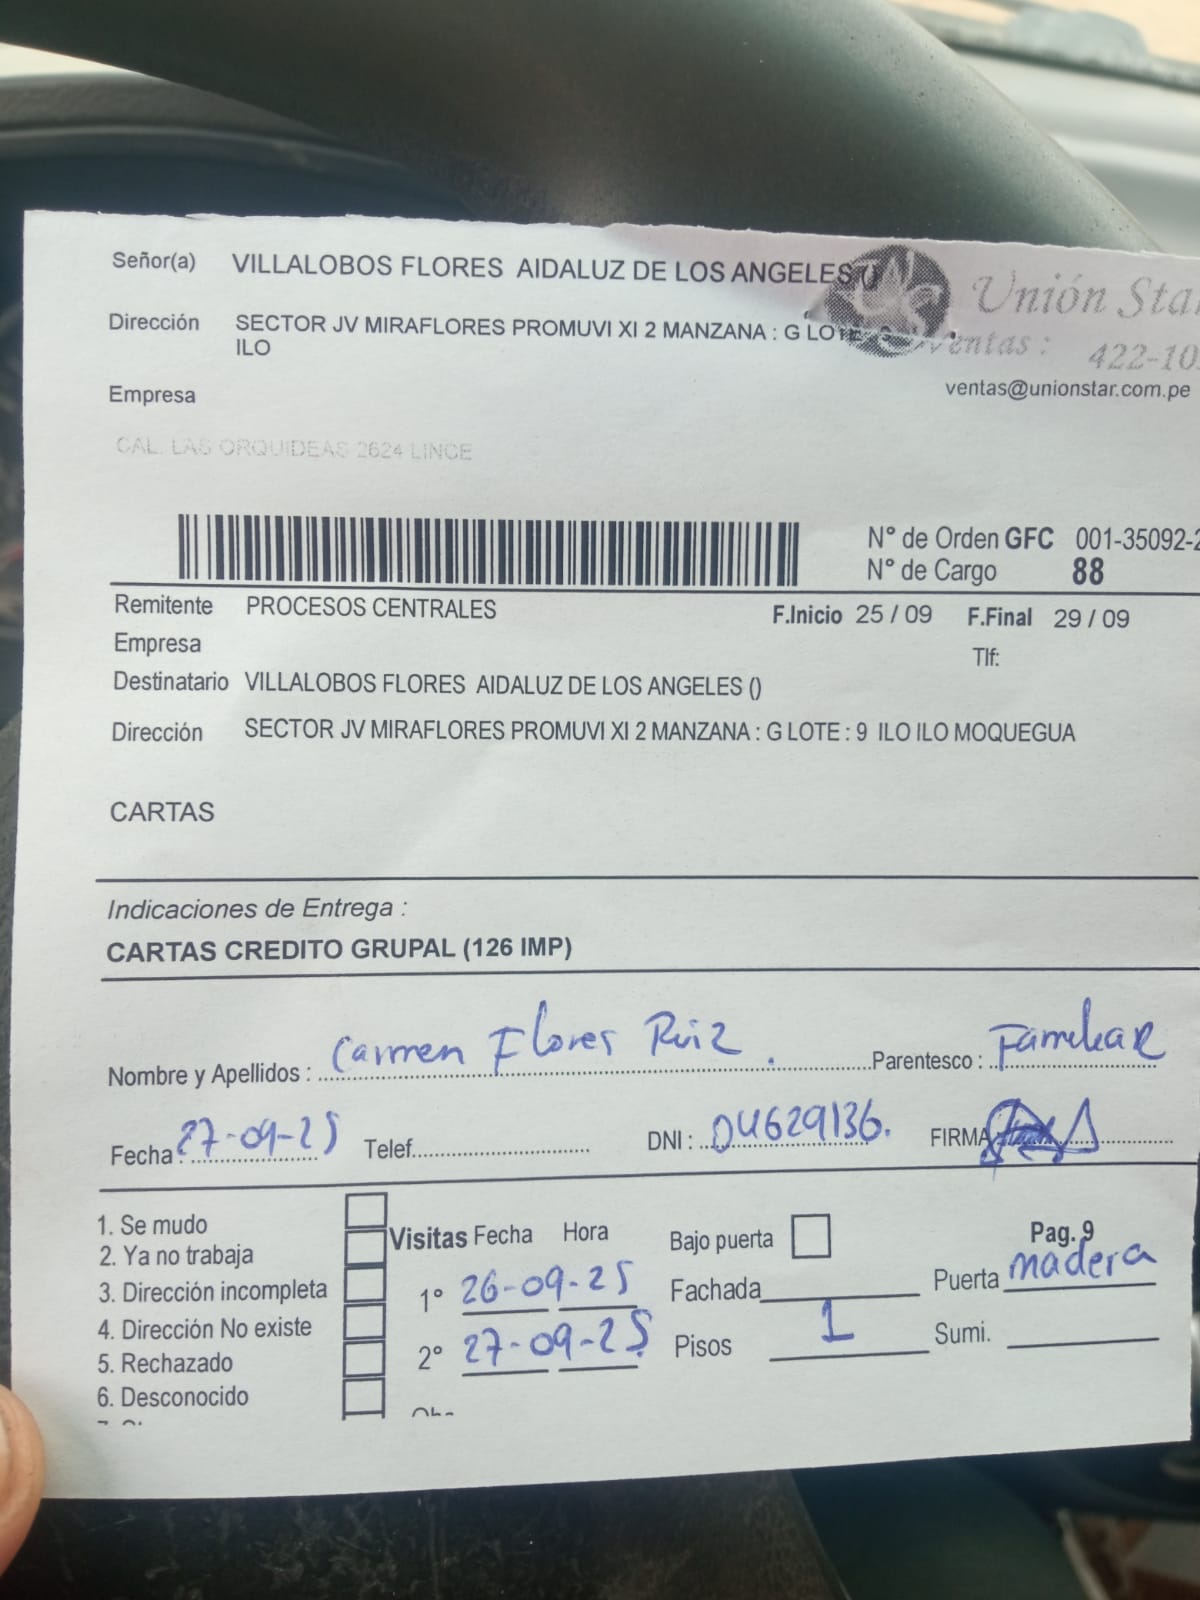 Señor(a) VILLALOBOS FLORES AIDALUZ DE LOS ANGELES ()
Unión Sta
Dirección SECTOR JV MIRAFLORES PROMUVI XI 2 MANZANA : G LOTE
ILO
Ventas : 422-10
ventas@unionstar.com.pe
Empresa
CAL. LAS ORQUIDEAS 2624 LINCE
N° de Orden GFC 001-35092-2
N° de Cargo 88
Remitente PROCESOS CENTRALES F.Inicio 25 / 09 F.Final 29 / 09
Empresa Tlf:
Destinatario VILLALOBOS FLORES AIDALUZ DE LOS ANGELES ()
Dirección SECTOR JV MIRAFLORES PROMUVI XI 2 MANZANA : G LOTE : 9 ILO ILO MOQUEGUA
CARTAS
Indicaciones de Entrega :
CARTAS CREDITO GRUPAL (126 IMP)
Nombre y Apellidos : Carmen Flores Ruiz . Parentesco : Familiar
Fecha : 27-09-25 Telef. DNI : 04629136. FIRMA
1. Se mudo
2. Ya no trabaja
3. Dirección incompleta
4. Dirección No existe
5. Rechazado
6. Desconocido
Visitas Fecha Hora
1° 26-09-25
2° 27-09-25
Bajo puerta Pag. 9
Fachada Puerta madera
Pisos 1 Sumi.